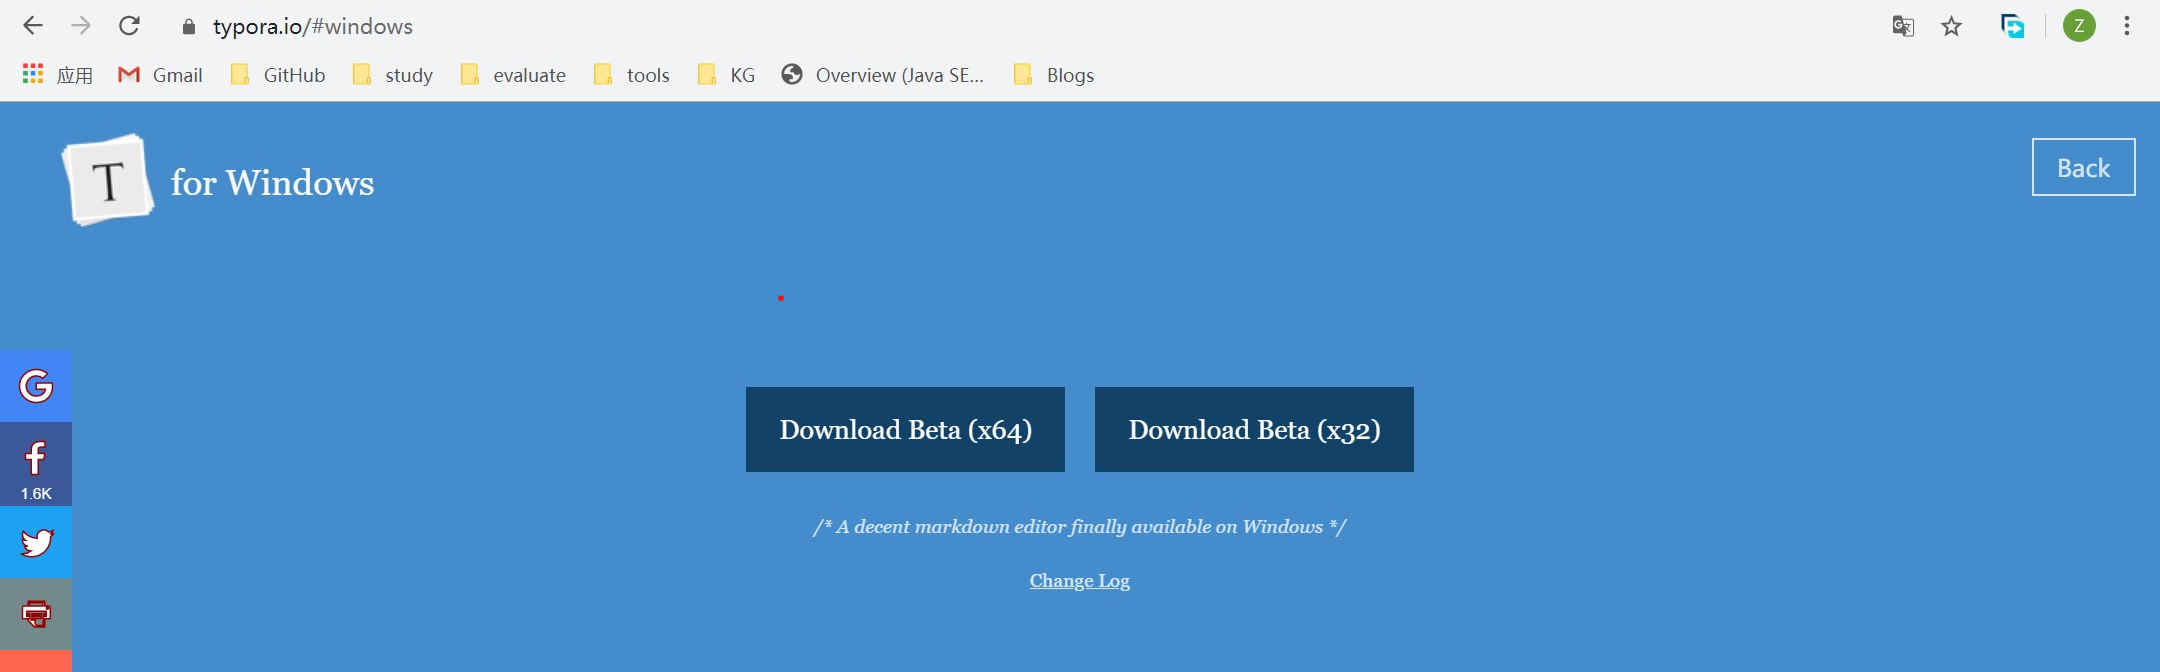 typora.io/#windows
应用 Gmail GitHub study evaluate tools KG Overview (Java SE... Blogs
Z
T for Windows
Back
Download Beta (x64) Download Beta (x32)
1.6K
/* A decent markdown editor finally available on Windows */
Change Log